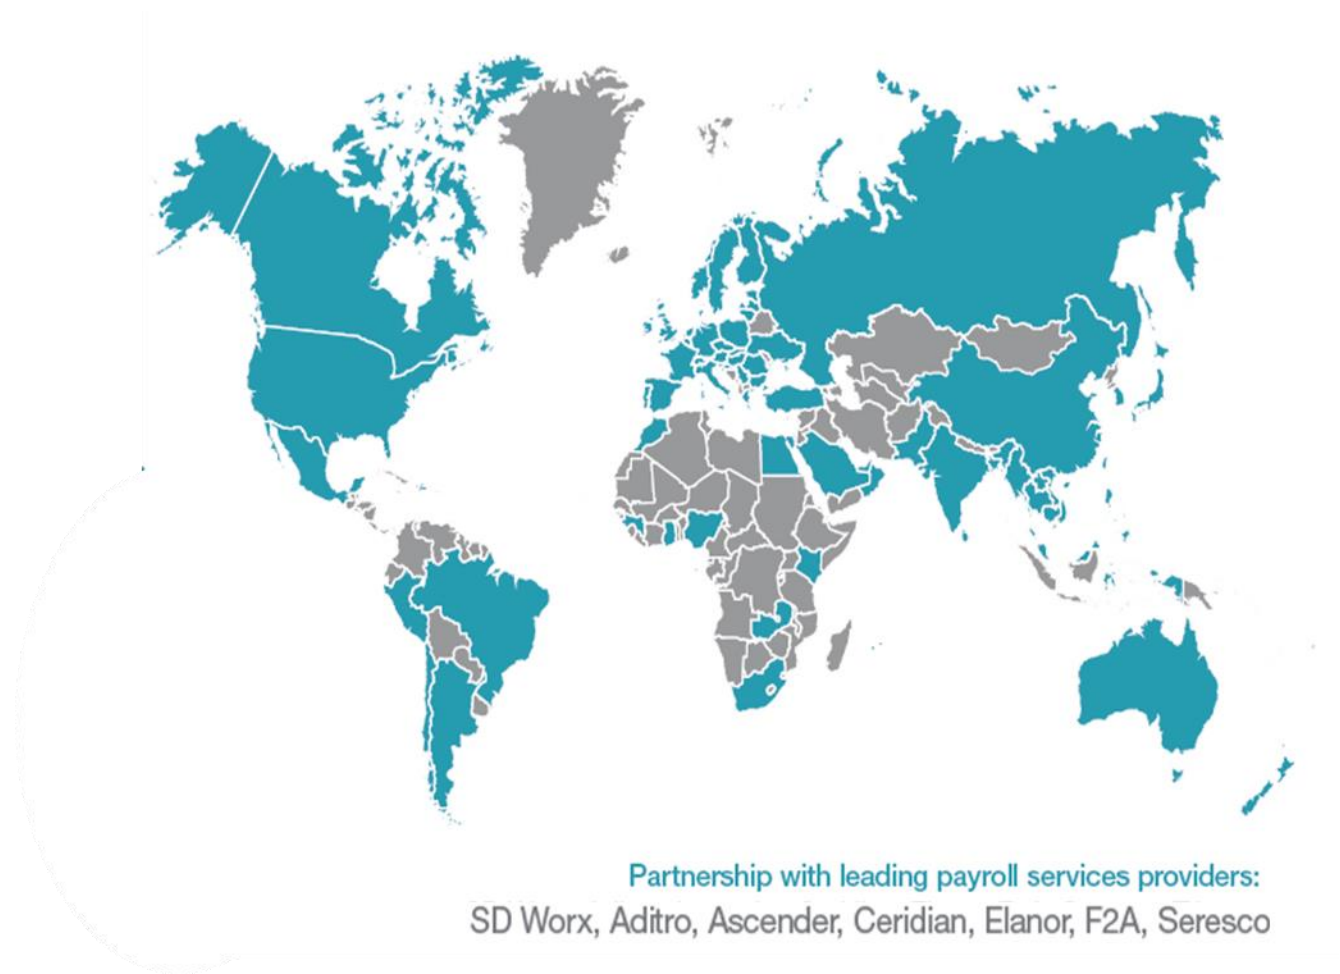 Partnership with leading payroll services providers:
SD Worx, Aditro, Ascender, Ceridian, Elanor, F2A, Seresco